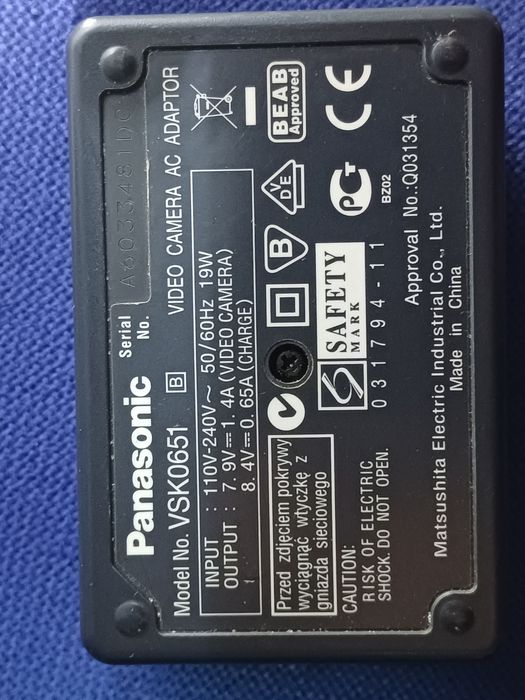 Panasonic
Serial No. A6033481DC
Model No. VSK0651 B VIDEO CAMERA AC ADAPTOR
INPUT : 110V-240V~ 50/60Hz 19W
OUTPUT : 7.9V⎓1.4A (VIDEO CAMERA)
8.4V⎓0.65A (CHARGE)
BEAB
Approved
B
VDE
Przed zdjęciem pokrywy
wyciągnąć wtyczkę z
gniazda sieciowego
S SAFETY
MARK
PCT
BZ02
CE
031794-11
CAUTION:
RISK OF ELECTRIC
SHOCK. DO NOT OPEN.
Approval No.:Q031354
Matsushita Electric Industrial Co., Ltd.
Made in China